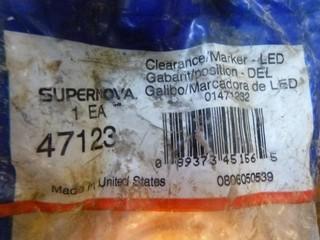 Clearance/Marker - LED
Gabarit/position - DEL
Galibo/Marcadora de LED
01471232
SUPERNOVA
1 EA
47123
0 89373 45166 5
Made in United States
0806050539